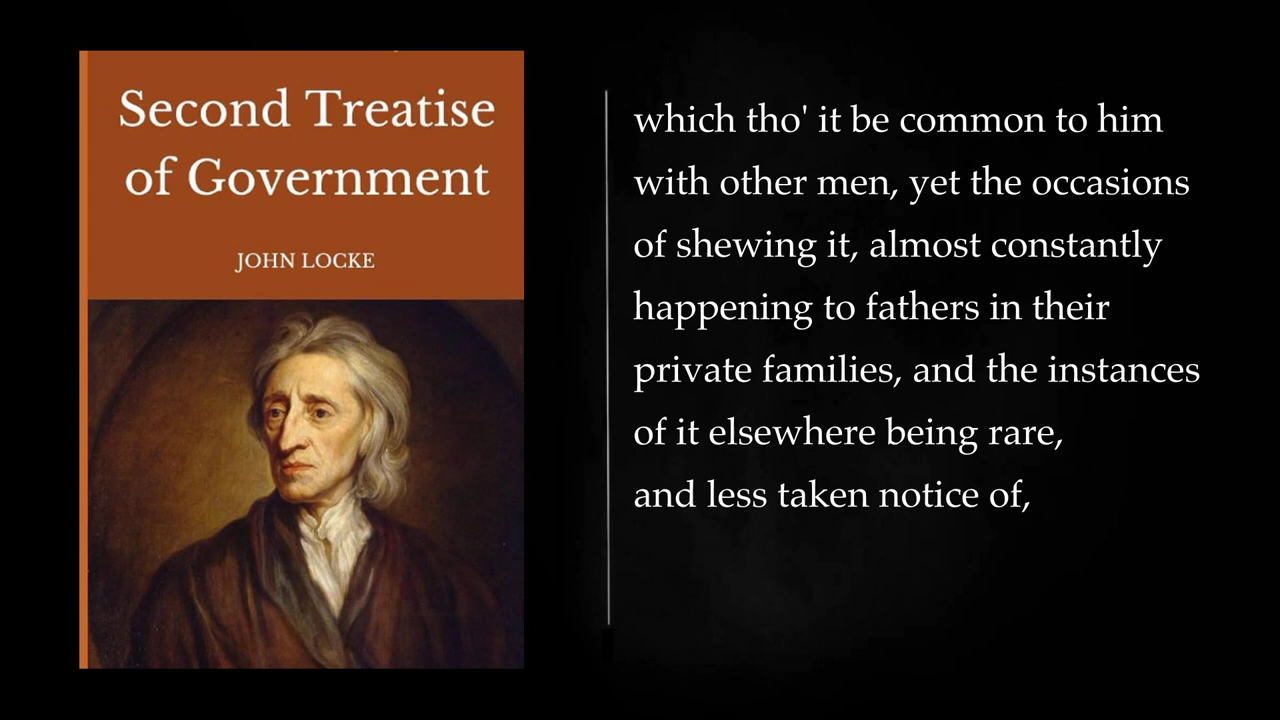 Second Treatise
of Government
JOHN LOCKE
which tho' it be common to him
with other men, yet the occasions
of shewing it, almost constantly
happening to fathers in their
private families, and the instances
of it elsewhere being rare,
and less taken notice of,